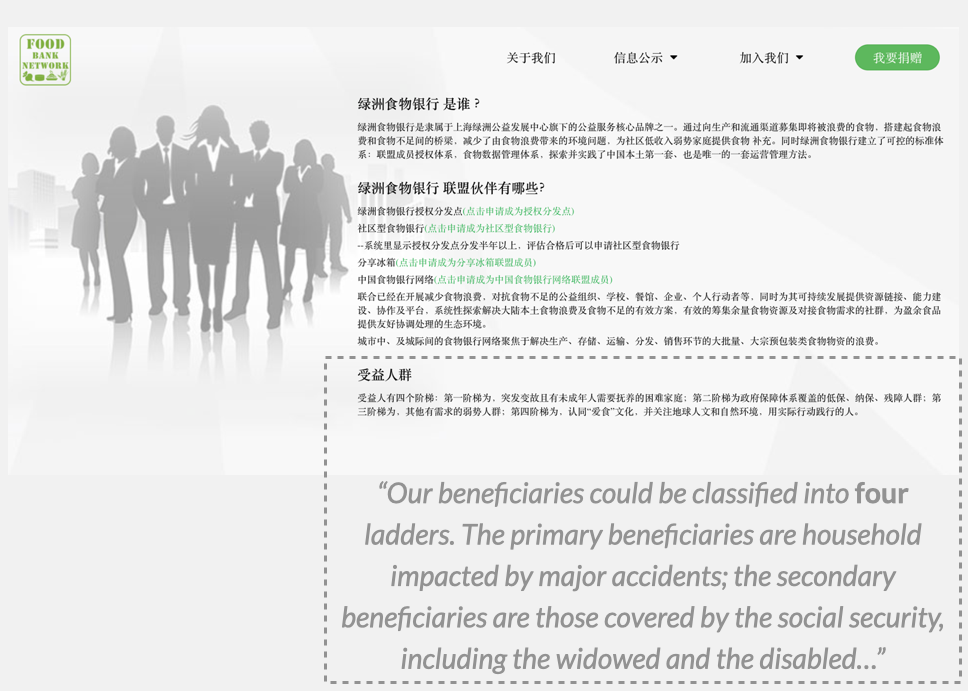 FOOD
BANK
NETWORK
关于我们 信息公示 加入我们 我要捐赠
绿洲食物银行 是谁 ?
绿洲食物银行是隶属于上海绿洲公益发展中心旗下的公益服务核心品牌之一。通过向生产和流通渠道募集即将被浪费的食物，搭建起食物浪
费和食物不足间的桥梁，减少了由食物浪费带来的环境问题，为社区低收入弱势家庭提供食物 补充。同时绿洲食物银行建立了可控的标准体
系：联盟成员授权体系，食物数据管理体系，探索并实践了中国本土第一套、也是唯一的一套运营管理方法。
绿洲食物银行 联盟伙伴有哪些?
绿洲食物银行授权分发点(点击申请成为授权分发点)
社区型食物银行(点击申请成为社区型食物银行)
--系统里显示授权分发点分发半年以上，评估合格后可以申请社区型食物银行
分享冰箱(点击申请成为分享冰箱联盟成员)
中国食物银行网络(点击申请成为中国食物银行网络联盟成员)
联合已经在开展减少食物浪费，对抗食物不足的公益组织、学校、餐馆、企业、个人行动者等，同时为其可持续发展提供资源链接、能力建
设、协作及平台，系统性探索解决大陆本土食物浪费及食物不足的有效方案，有效的筹集余量食物资源及对接食物需求的社群，为盈余食品
提供友好协调处理的生态环境。
城市中、及城际间的食物银行网络聚焦于解决生产、存储、运输、分发、销售环节的大批量、大宗预包装类食物物资的浪费。
受益人群
受益人有四个阶梯：第一阶梯为，突发变故且有未成年人需要抚养的困难家庭；第二阶梯为政府保障体系覆盖的低保、纳保、残障人群；第
三阶梯为，其他有需求的弱势人群；第四阶梯为，认同“爱食”文化，并关注地球人文和自然环境，用实际行动践行的人。
“Our beneficiaries could be classified into four
ladders. The primary beneficiaries are household
impacted by major accidents; the secondary
beneficiaries are those covered by the social security,
including the widowed and the disabled...”